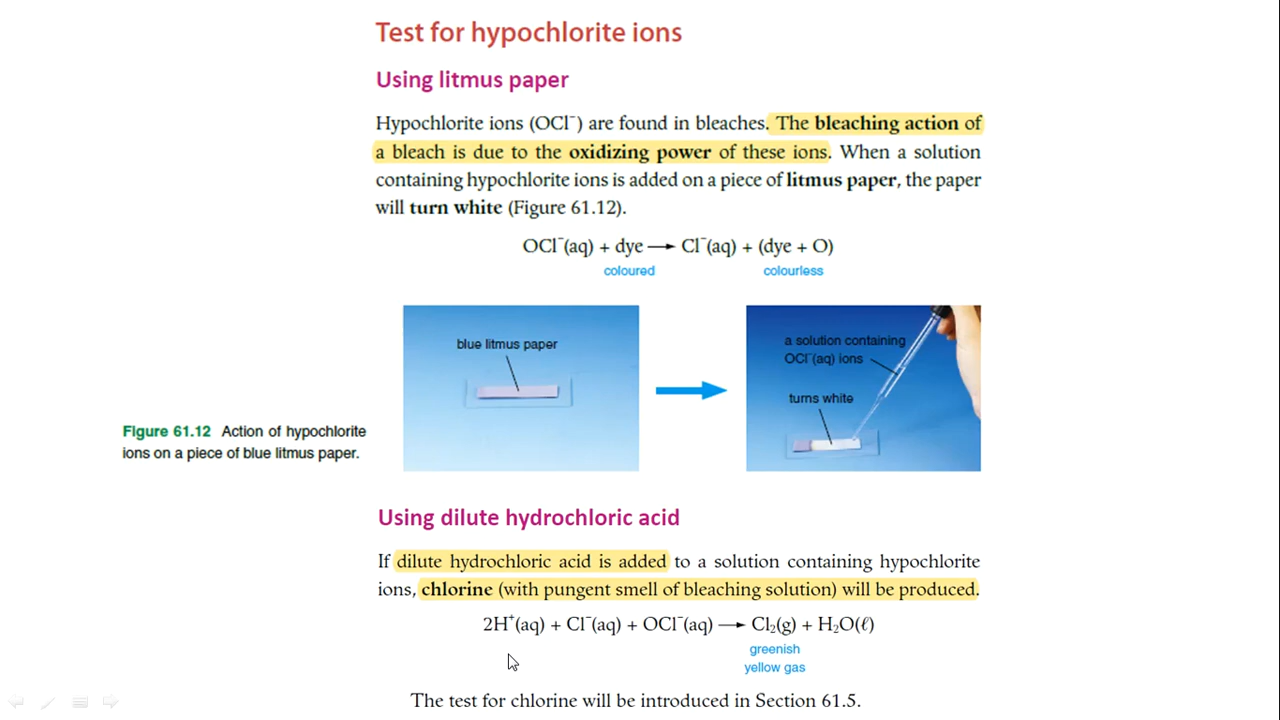 Test for hypochlorite ions
Using litmus paper
Hypochlorite ions (OCl⁻) are found in bleaches. The bleaching action of
a bleach is due to the oxidizing power of these ions. When a solution
containing hypochlorite ions is added on a piece of litmus paper, the paper
will turn white (Figure 61.12).
OCl⁻(aq) + dye ⟶ Cl⁻(aq) + (dye + O)
coloured colourless
blue litmus paper
a solution containing
OCl⁻(aq) ions
turns white
Figure 61.12 Action of hypochlorite
ions on a piece of blue litmus paper.
Using dilute hydrochloric acid
If dilute hydrochloric acid is added to a solution containing hypochlorite
ions, chlorine (with pungent smell of bleaching solution) will be produced.
2H⁺(aq) + Cl⁻(aq) + OCl⁻(aq) ⟶ Cl₂(g) + H₂O(ℓ)
greenish
yellow gas
The test for chlorine will be introduced in Section 61.5.